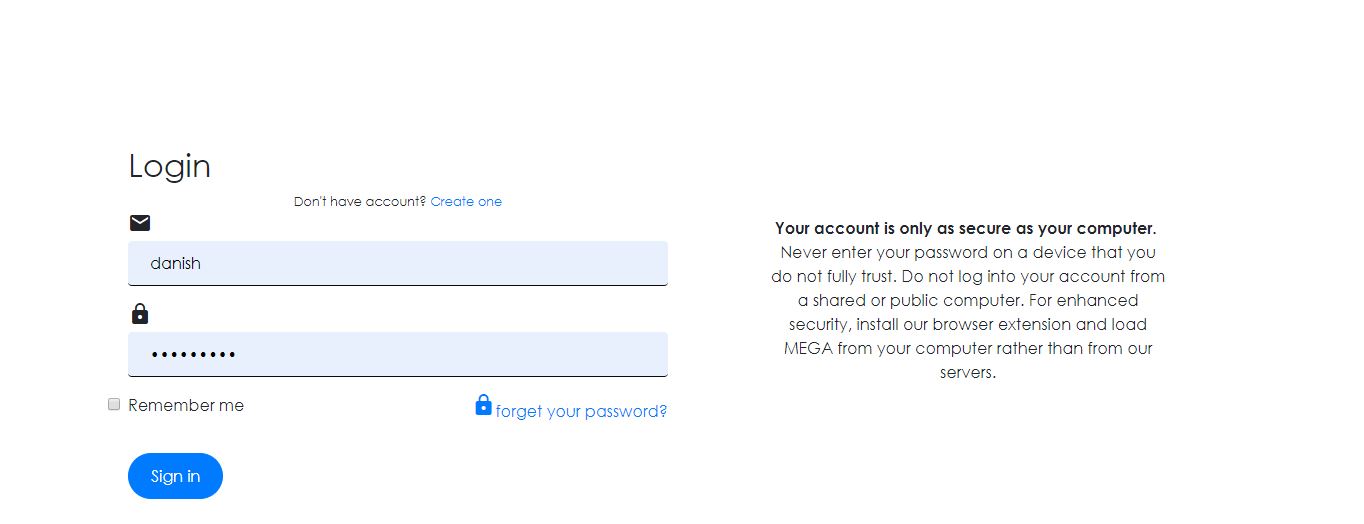 Login
Don't have account? Create one
danish
•••••••••
Remember me
forget your password?
Sign in
Your account is only as secure as your computer.
Never enter your password on a device that you
do not fully trust. Do not log into your account from
a shared or public computer. For enhanced
security, install our browser extension and load
MEGA from your computer rather than from our
servers.